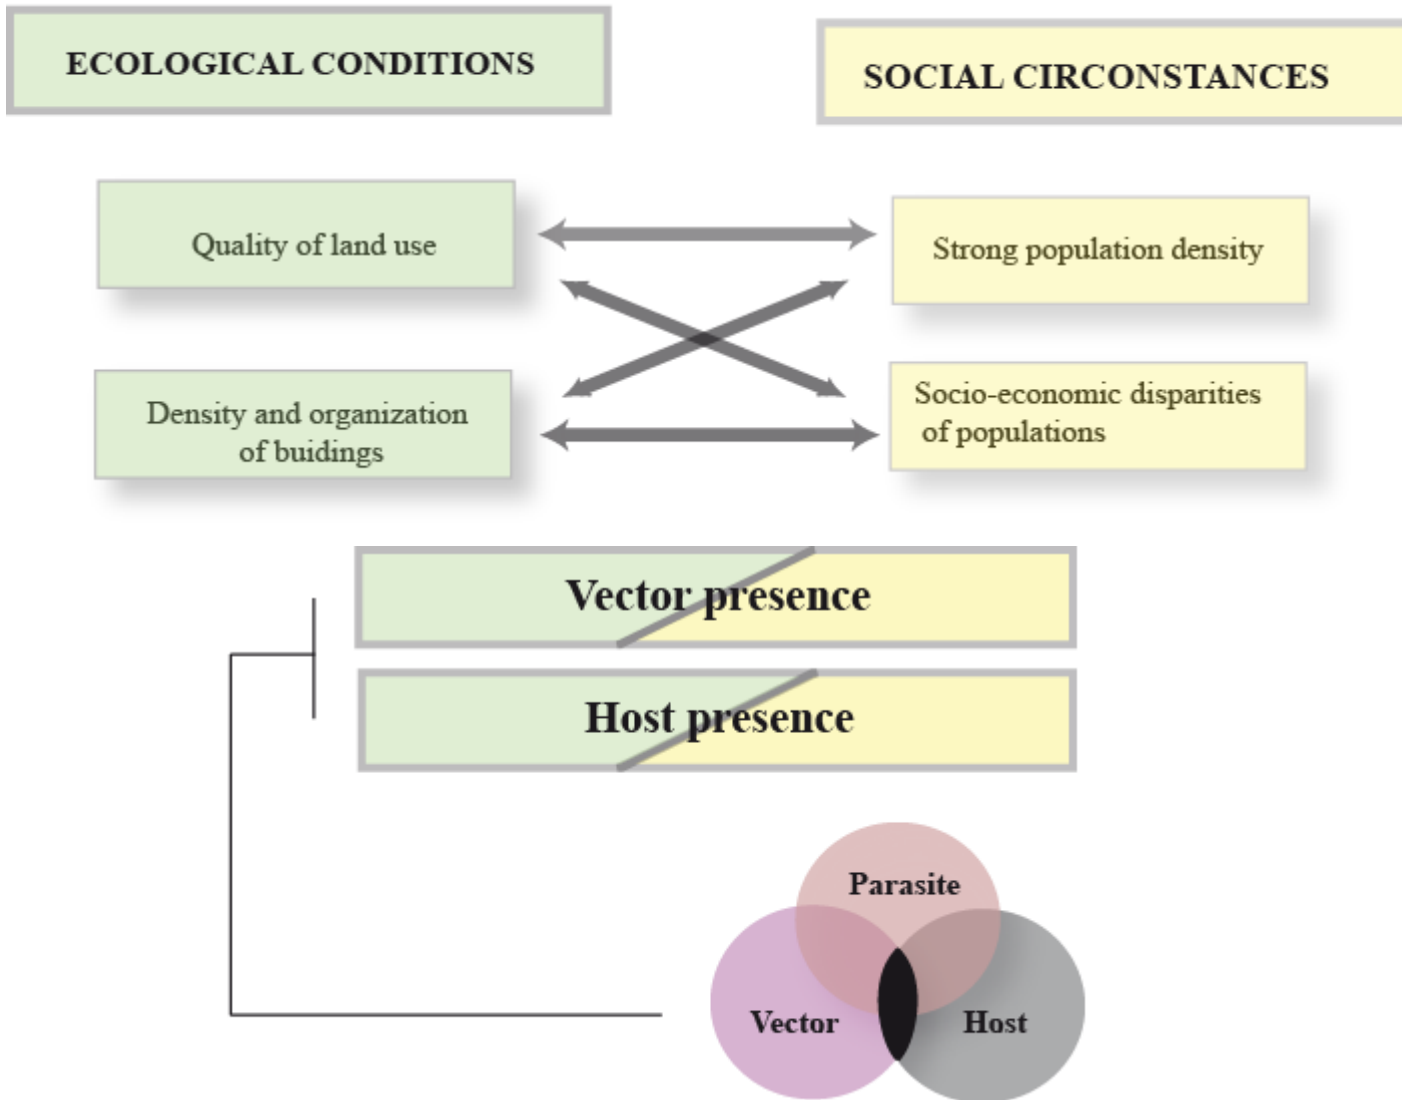 ECOLOGICAL CONDITIONS
SOCIAL CIRCONSTANCES
Quality of land use
Strong population density
Density and organization
of buidings
Socio-economic disparities
of populations
Vector presence
Host presence
Parasite
Vector
Host